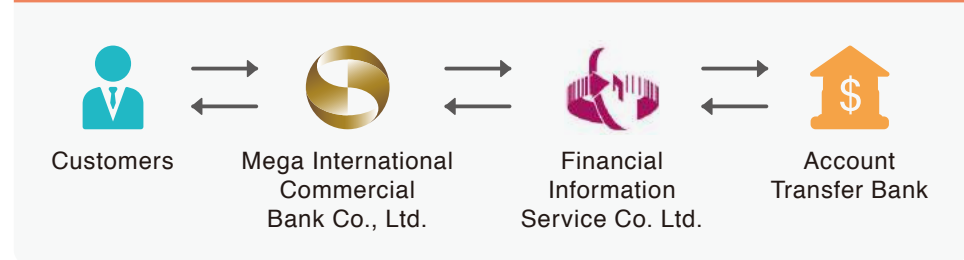 $
Customers
Mega International
Commercial
Bank Co., Ltd.
Financial
Information
Service Co. Ltd.
Account
Transfer Bank